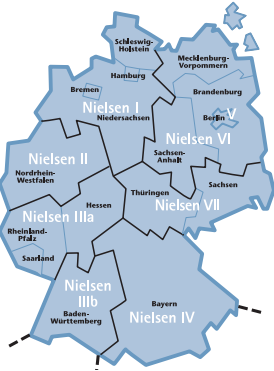 Schleswig-
Holstein
Mecklenburg-
Vorpommern
Hamburg
Bremen
Brandenburg
Nielsen I
Niedersachsen
Berlin
V
Nielsen VI
Nielsen II
Sachsen-
Anhalt
Nordrhein-
Westfalen
Hessen
Thüringen
Sachsen
Nielsen VII
Nielsen IIIa
Rheinland-
Pfalz
Saarland
Nielsen
IIIb
Baden-
Württemberg
Bayern
Nielsen IV